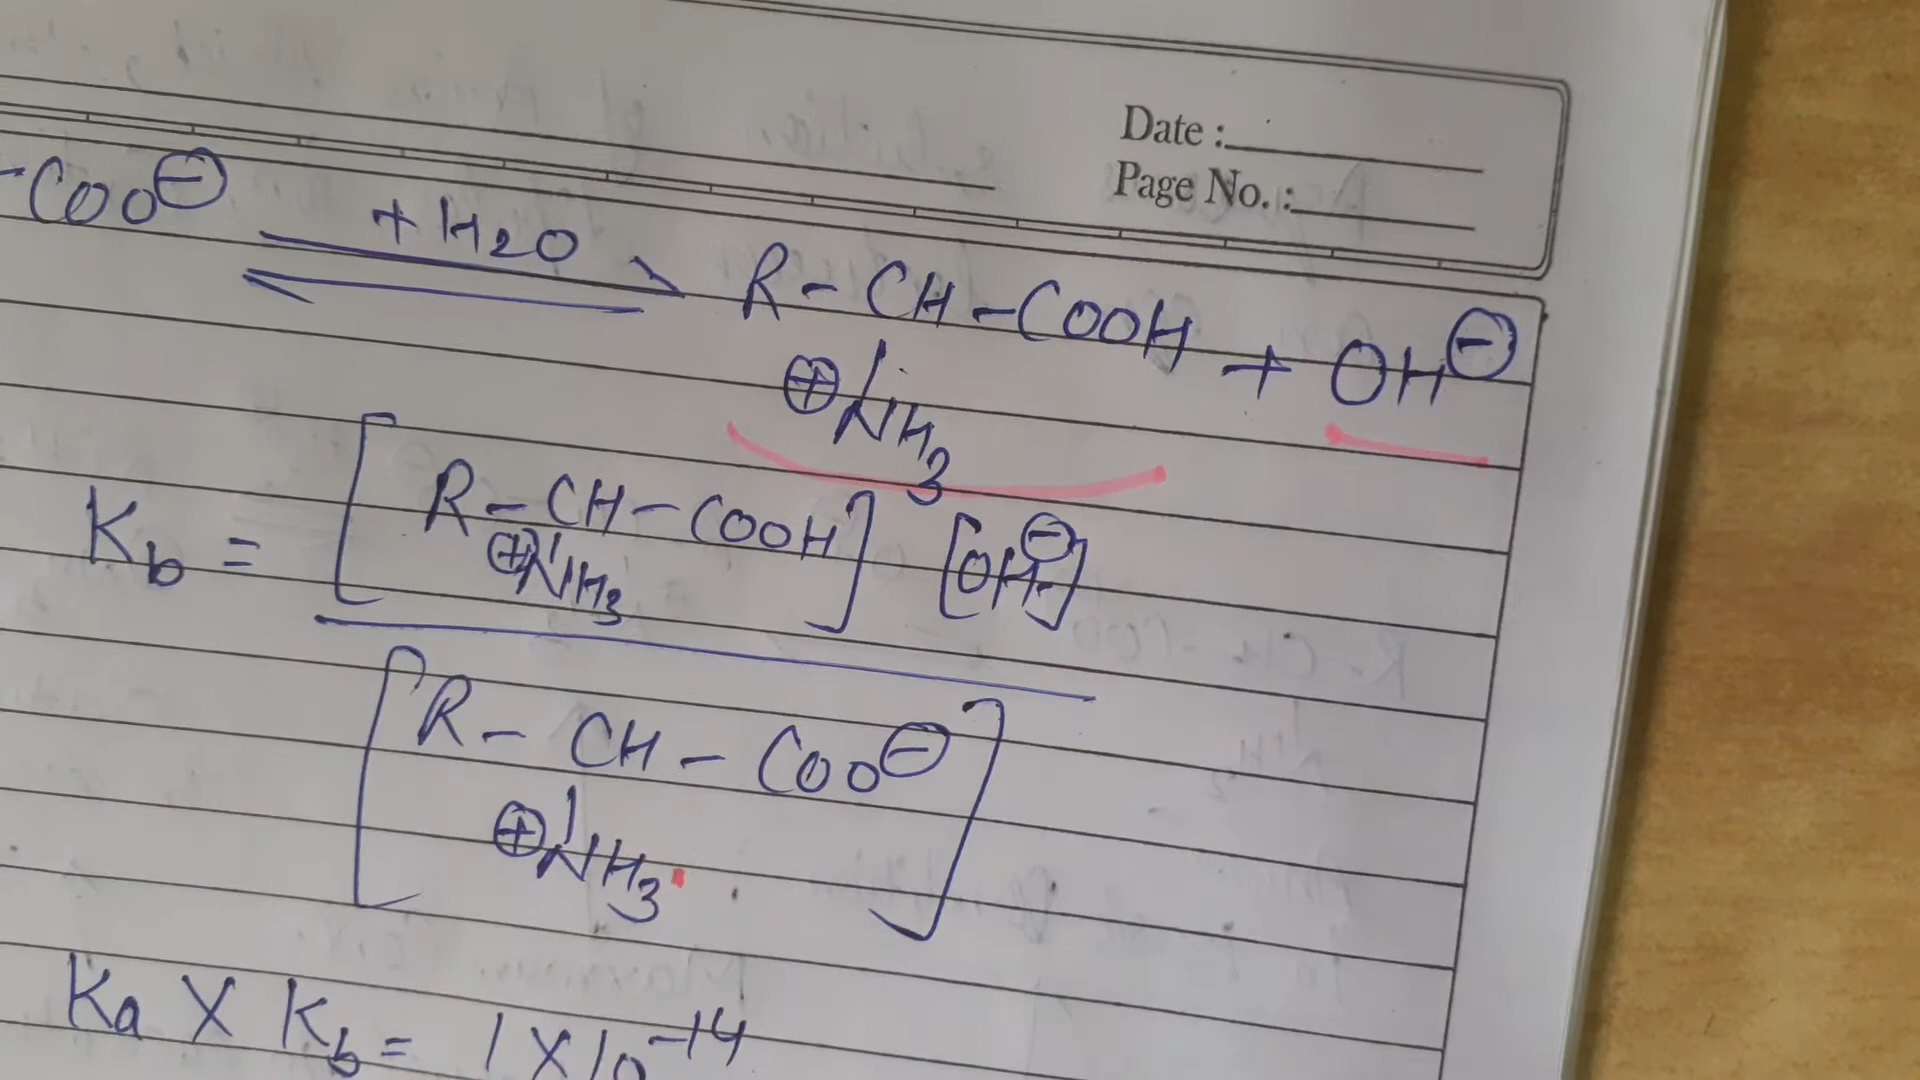 Date :
Page No. :
-COO⊖ +H2O ⇌ R-CH-COOH + OH⊖
⊕NH3
Kb = [R-CH-COOH] [OH⊖]
⊕NH3
[R-CH-COO⊖]
⊕NH3
Ka X Kb = 1 X 10-14